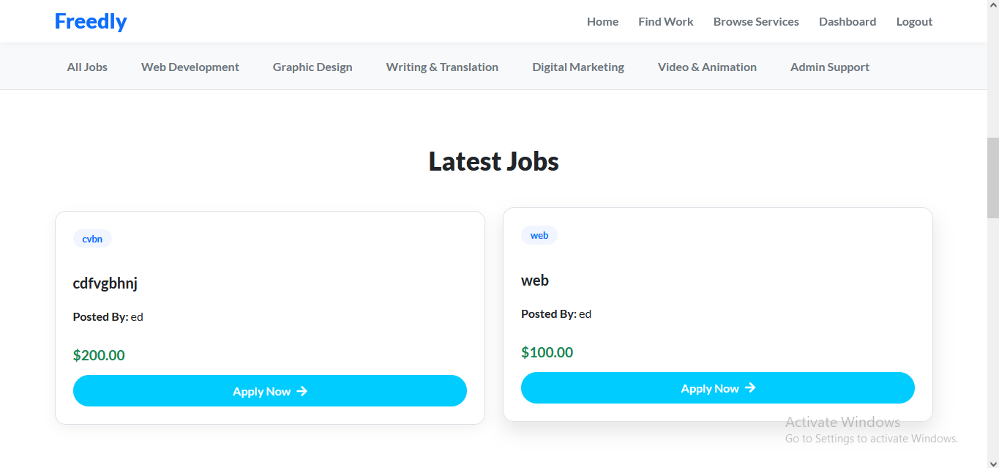 Freedly
Home Find Work Browse Services Dashboard Logout
All Jobs Web Development Graphic Design Writing & Translation Digital Marketing Video & Animation Admin Support
Latest Jobs
cvbn
cdfvgbhnj
Posted By: ed
$200.00
Apply Now →
web
web
Posted By: ed
$100.00
Apply Now →
Activate Windows
Go to Settings to activate Windows.